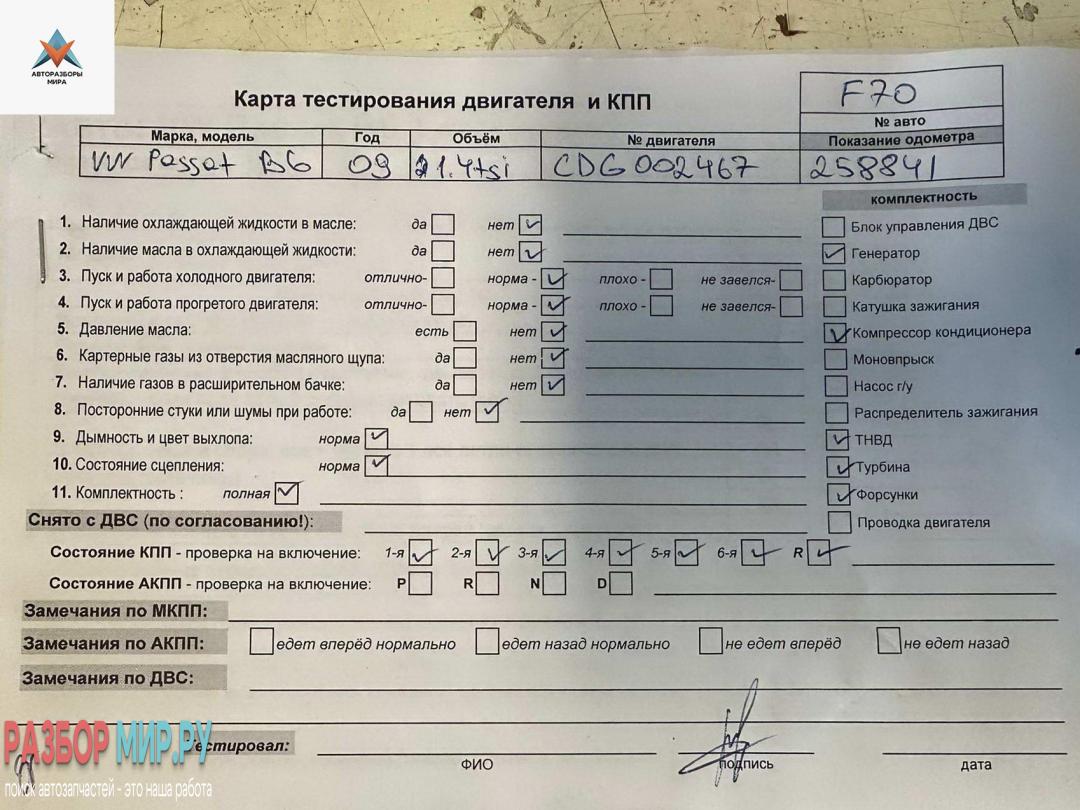 АВТОРАЗБОРЫ
МИРА
Карта тестирования двигателя и КПП
F70
№ авто
Марка, модель Год Объём № двигателя Показание одометра
VW Passat B6 09 1.4tsi CDG002467 258841
комплектность
1. Наличие охлаждающей жидкости в масле: да нет Блок управления ДВС
2. Наличие масла в охлаждающей жидкости: да нет Генератор
3. Пуск и работа холодного двигателя: отлично- норма - плохо - не завелся- Карбюратор
4. Пуск и работа прогретого двигателя: отлично- норма - плохо - не завелся- Катушка зажигания
5. Давление масла: есть нет Компрессор кондиционера
6. Картерные газы из отверстия масляного щупа: да нет Моновпрыск
7. Наличие газов в расширительном бачке: да нет Насос г/у
8. Посторонние стуки или шумы при работе: да нет Распределитель зажигания
9. Дымность и цвет выхлопа: норма ТНВД
10. Состояние сцепления: норма Турбина
11. Комплектность : полная Форсунки
Снято с ДВС (по согласованию!): Проводка двигателя
Состояние КПП - проверка на включение: 1-я 2-я 3-я 4-я 5-я 6-я R
Состояние АКПП - проверка на включение: P R N D
Замечания по МКПП:
Замечания по АКПП: едет вперёд нормально едет назад нормально не едет вперёд не едет назад
Замечания по ДВС:
Тестировал:
ФИО подпись дата
РАЗБОР МИР.РУ
поиск автозапчастей - это наша работа